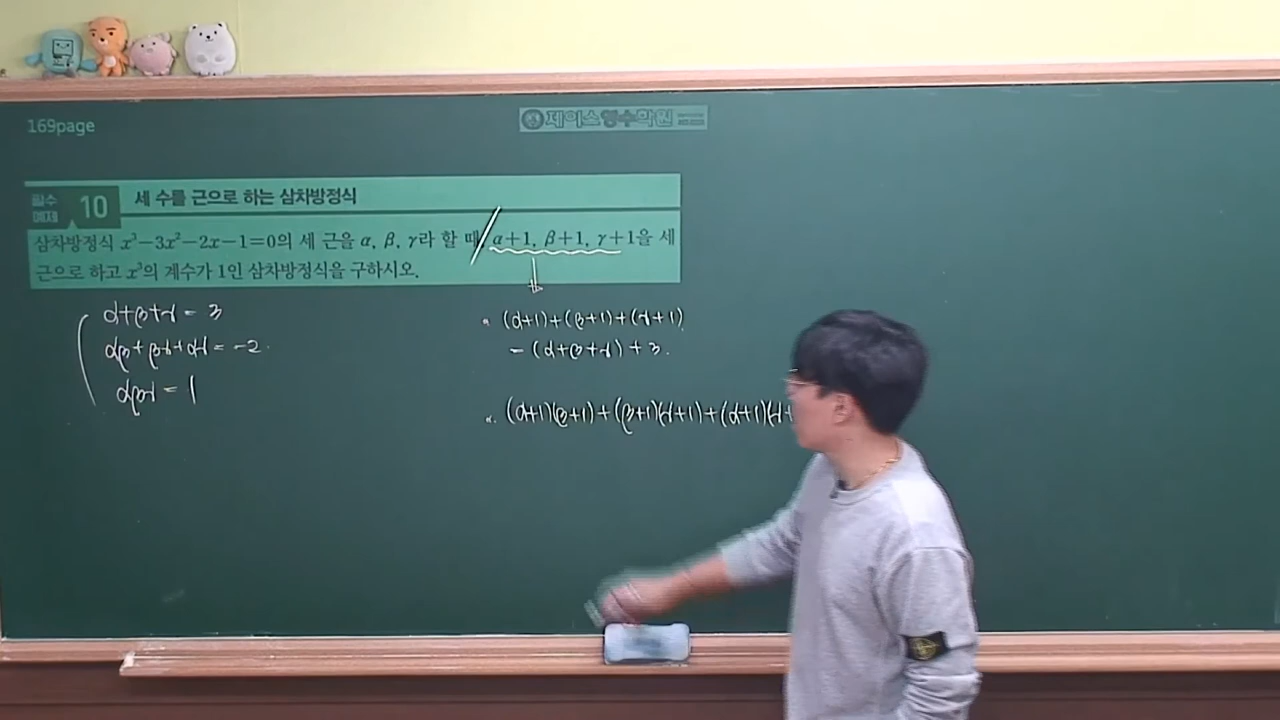 169page
제이스영수학원
필수 예제 10 세 수를 근으로 하는 삼차방정식
삼차방정식 x³-3x²-2x-1=0의 세 근을 α, β, γ라 할 때 α+1, β+1, γ+1을 세
근으로 하고 x³의 계수가 1인 삼차방정식을 구하시오.
α+β+γ = 3
αβ+βγ+αγ = -2
αβγ = 1
(α+1)+(β+1)+(γ+1)
= (α+β+γ)+3.
(α+1)(β+1)+(β+1)(γ+1)+(α+1)(γ+